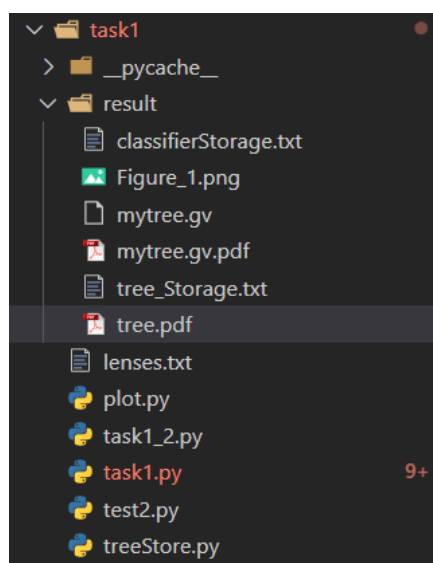 task1
__pycache__
result
classifierStorage.txt
Figure_1.png
mytree.gv
mytree.gv.pdf
tree_Storage.txt
tree.pdf
lenses.txt
plot.py
task1_2.py
task1.py 9+
test2.py
treeStore.py